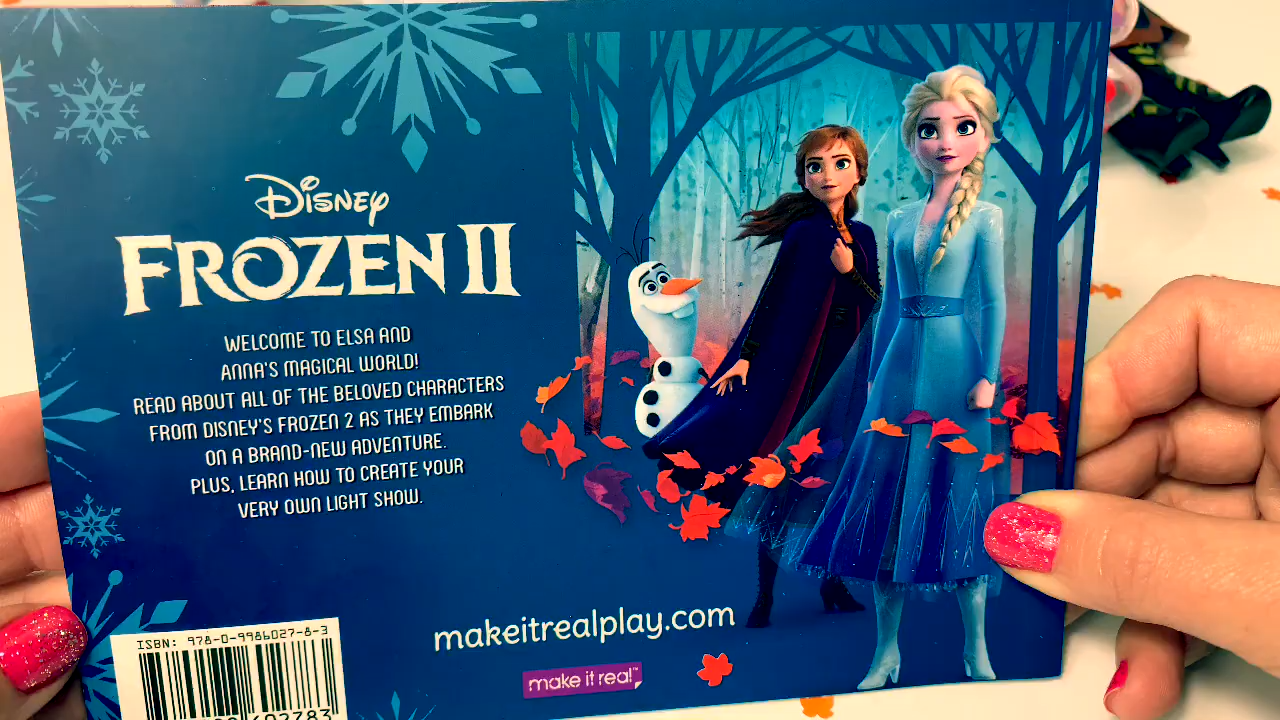 DISNEY
FROZEN II
WELCOME TO ELSA AND
ANNA'S MAGICAL WORLD!
READ ABOUT ALL OF THE BELOVED CHARACTERS
FROM DISNEY'S FROZEN 2 AS THEY EMBARK
ON A BRAND-NEW ADVENTURE.
PLUS, LEARN HOW TO CREATE YOUR
VERY OWN LIGHT SHOW.
makeitrealplay.com
make it real™
ISBN: 978-0-9986027-8-3